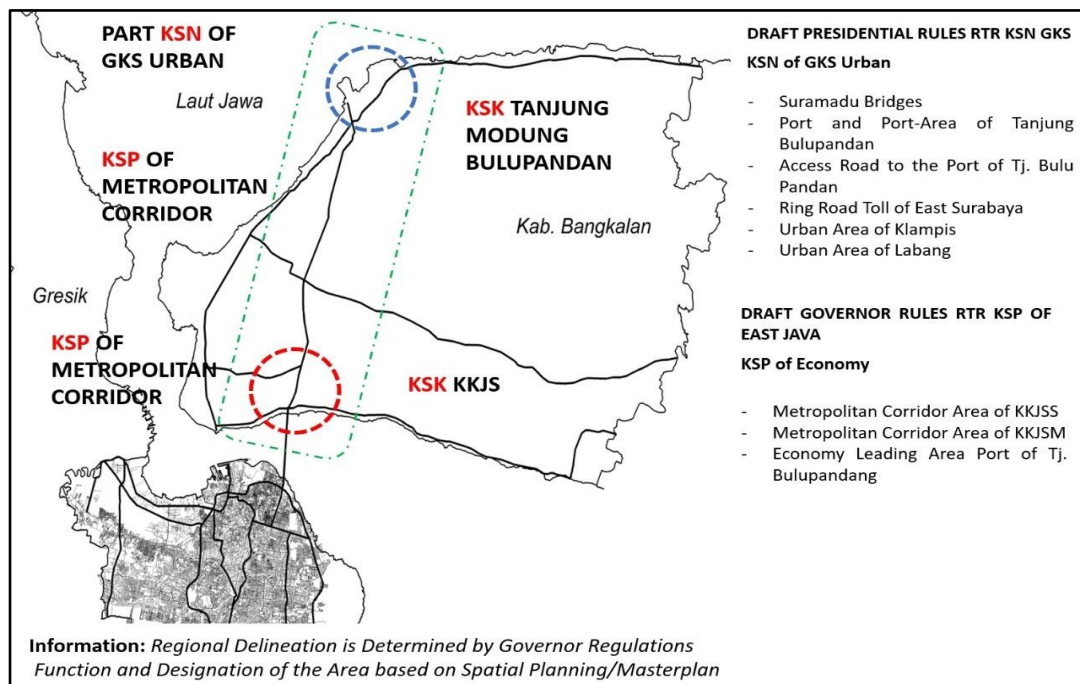 PART KSN OF
GKS URBAN
Laut Jawa
KSP OF
METROPOLITAN
CORRIDOR
Gresik
KSP OF
METROPOLITAN
CORRIDOR
KSK TANJUNG
MODUNG
BULUPANDAN
Kab. Bangkalan
KSK KKJS
DRAFT PRESIDENTIAL RULES RTR KSN GKS
KSN of GKS Urban
- Suramadu Bridges
- Port and Port-Area of Tanjung
Bulupandan
- Access Road to the Port of Tj. Bulu
Pandan
- Ring Road Toll of East Surabaya
- Urban Area of Klampis
- Urban Area of Labang
DRAFT GOVERNOR RULES RTR KSP OF
EAST JAVA
KSP of Economy
- Metropolitan Corridor Area of KKJSS
- Metropolitan Corridor Area of KKJSM
- Economy Leading Area Port of Tj.
Bulupandang
Information: Regional Delineation is Determined by Governor Regulations
Function and Designation of the Area based on Spatial Planning/Masterplan